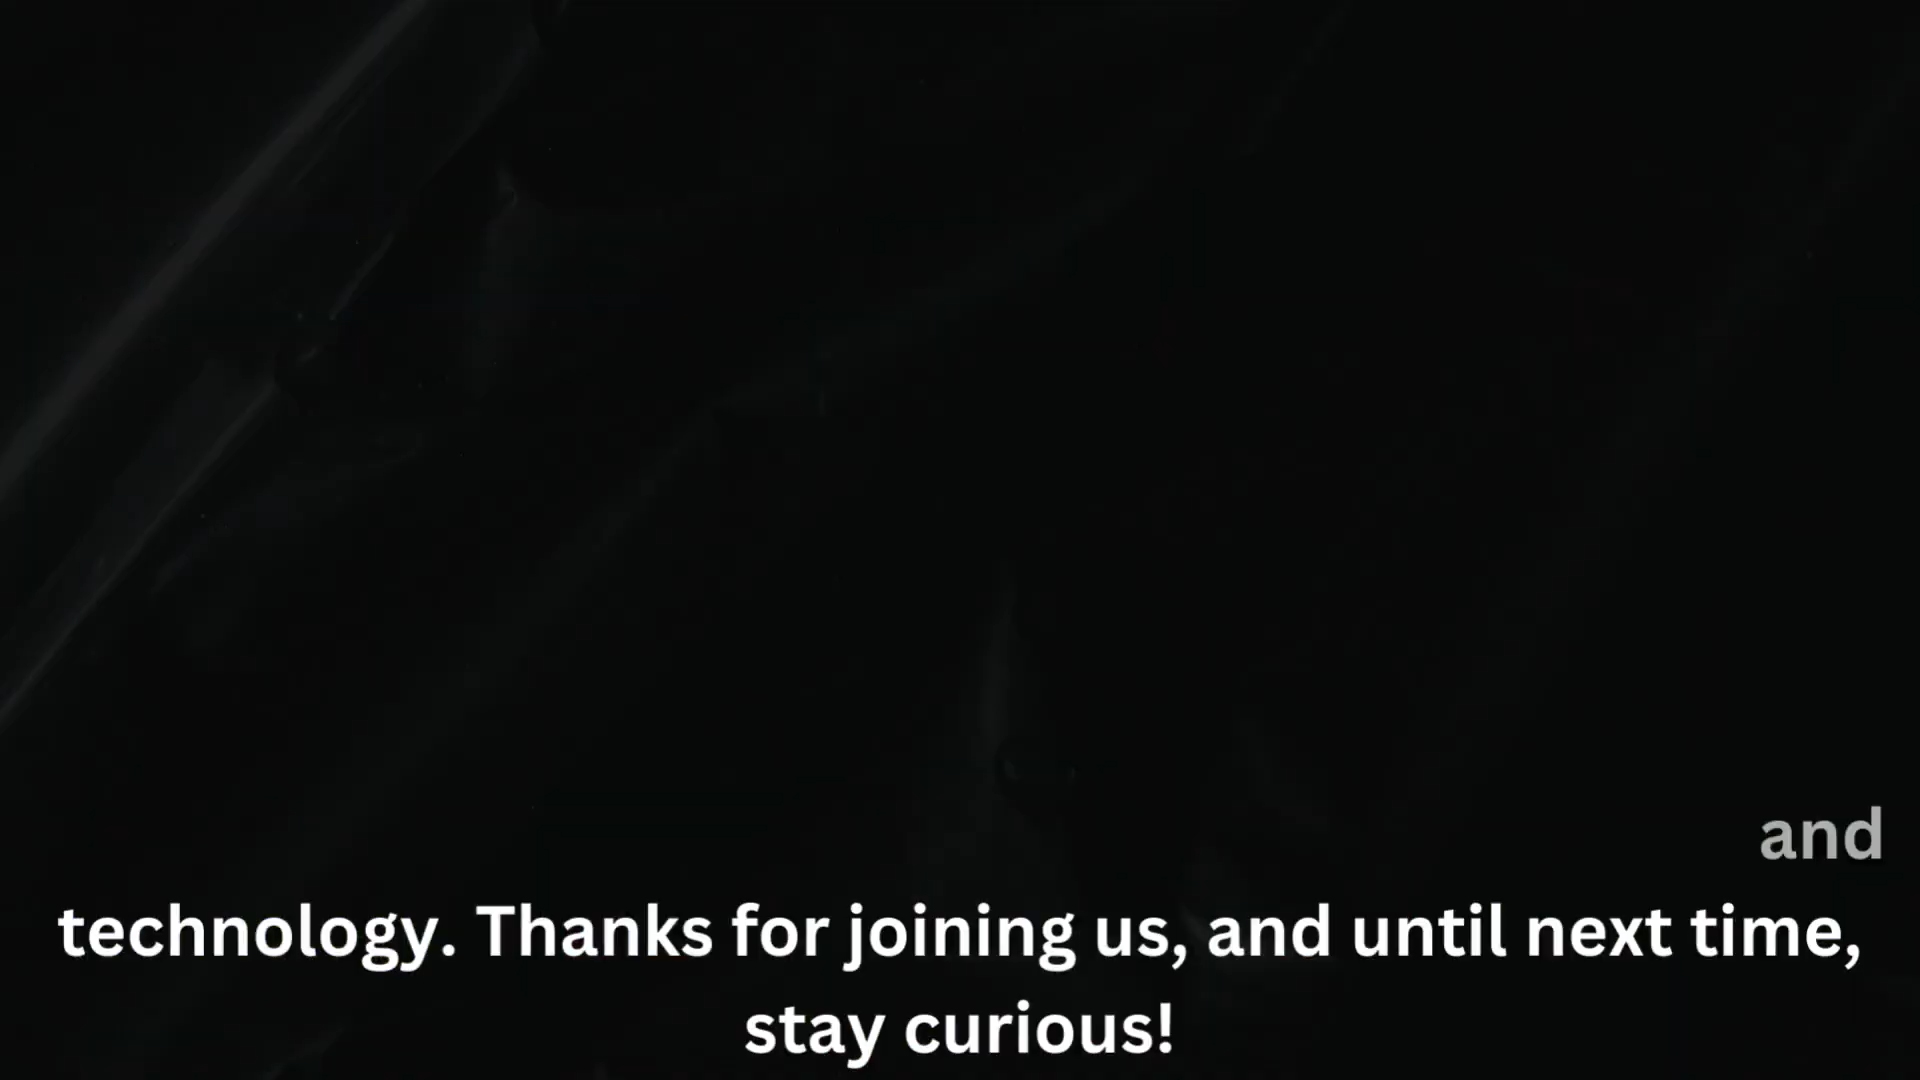 and
technology. Thanks for joining us, and until next time,
stay curious!